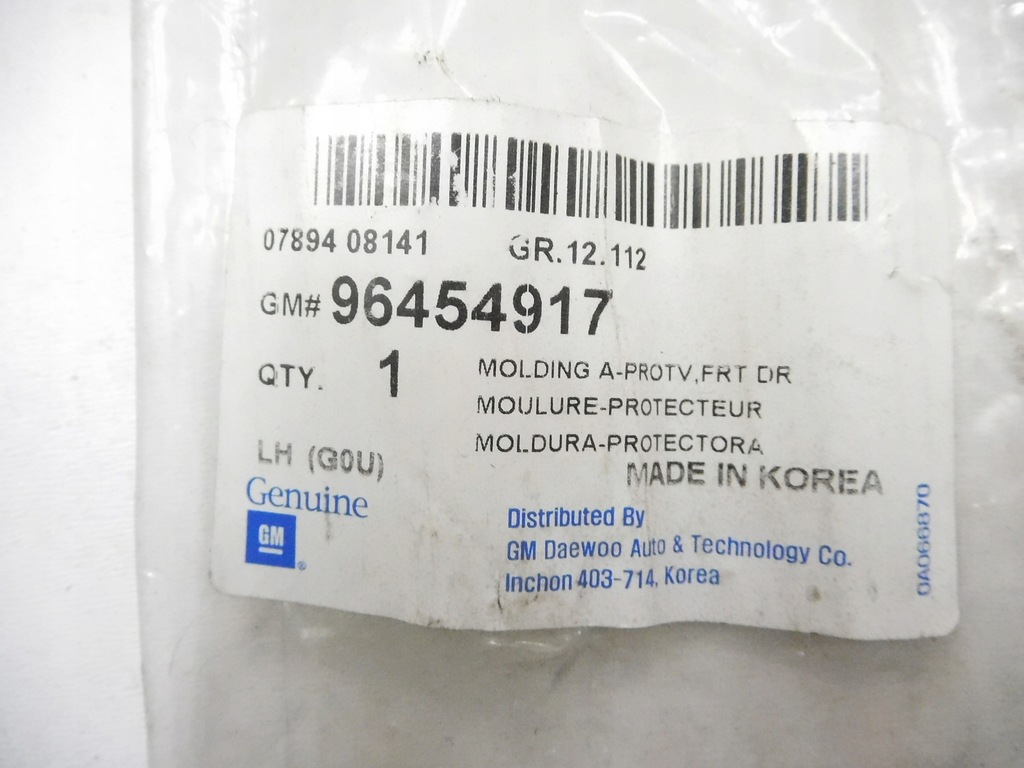 07894 08141 GR.12.112
GM# 96454917
QTY. 1
MOLDING A-PROTV,FRT DR
MOULURE-PROTECTEUR
MOLDURA-PROTECTORA
LH (G0U)
MADE IN KOREA
Genuine
GM
®
Distributed By
GM Daewoo Auto & Technology Co.
Inchon 403-714, Korea
0A060870